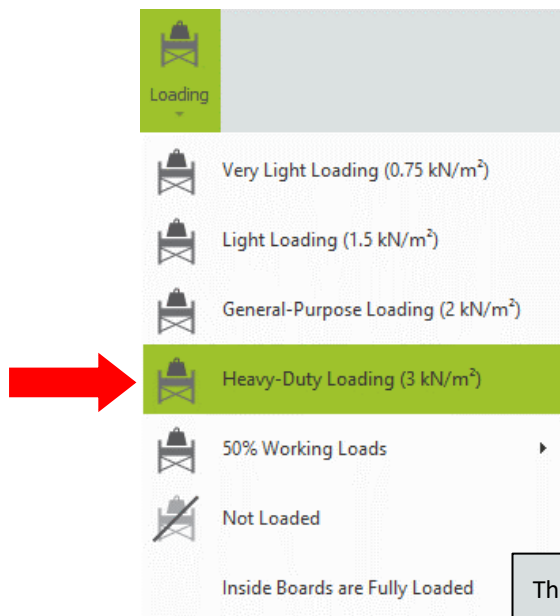 Loading
Very Light Loading (0.75 kN/m²)
Light Loading (1.5 kN/m²)
General-Purpose Loading (2 kN/m²)
Heavy-Duty Loading (3 kN/m²)
50% Working Loads
Not Loaded
Inside Boards are Fully Loaded